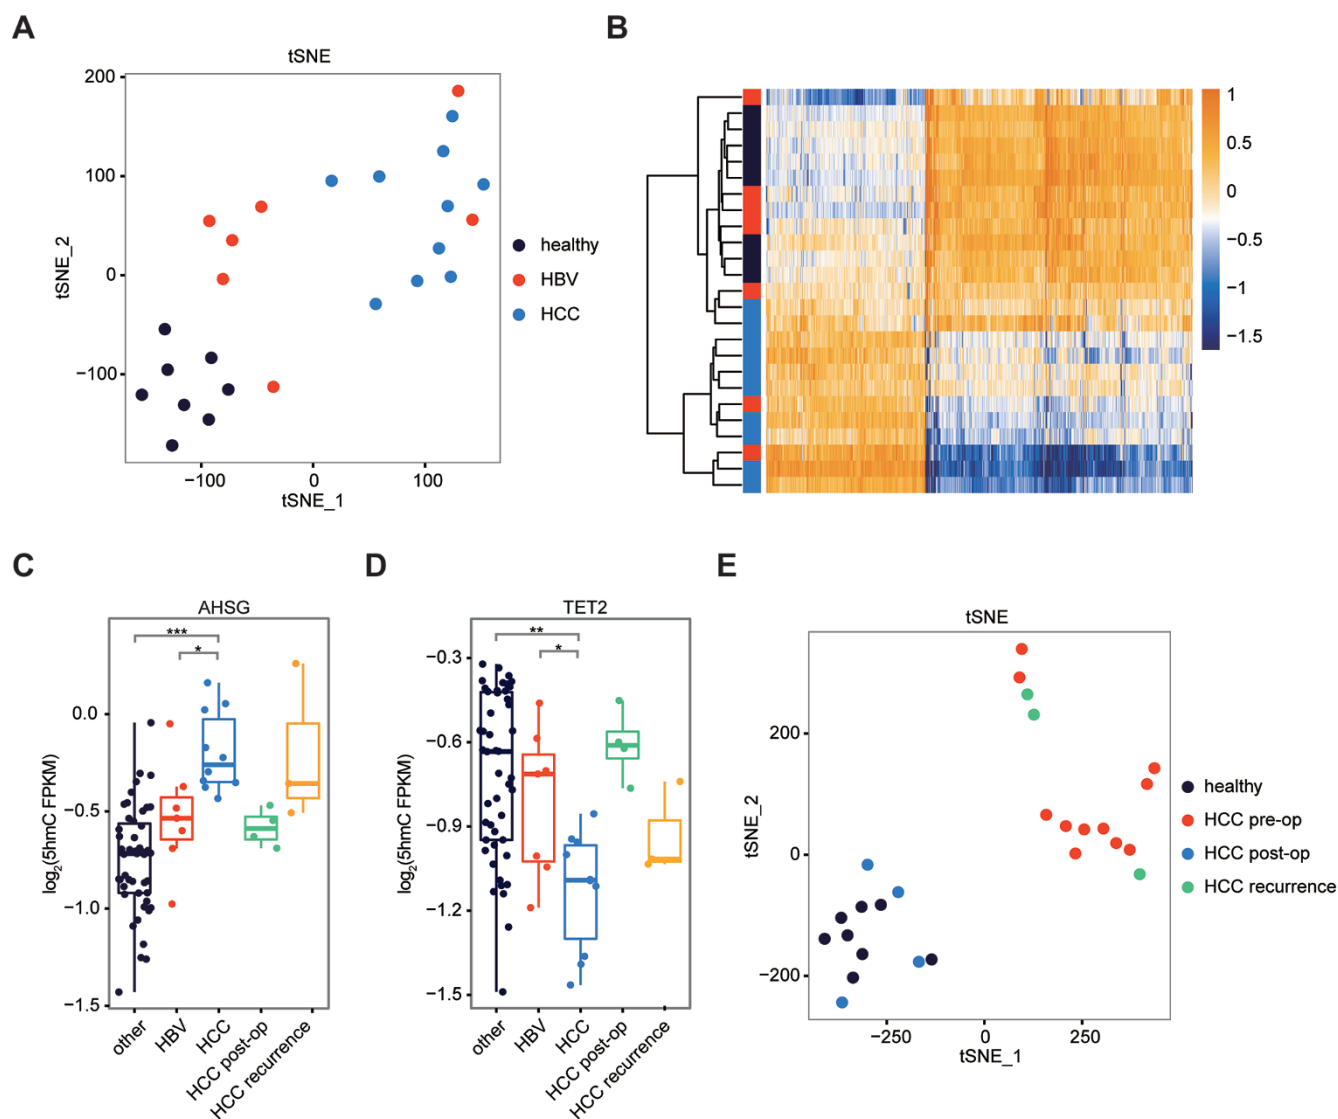 A
B
tSNE
200
100
0
−100
−100
0
100
tSNE_2
tSNE_1
healthy
HBV
HCC
1
0.5
0
−0.5
−1
−1.5
C
D
E
AHSG
***
*
0.0
−0.5
−1.0
−1.5
log2(5hmC FPKM)
other
HBV
HCC
HCC post-op
HCC recurrence
TET2
**
*
−0.3
−0.6
−0.9
−1.2
−1.5
log2(5hmC FPKM)
other
HBV
HCC
HCC post-op
HCC recurrence
tSNE
200
0
−200
−250
0
250
tSNE_2
tSNE_1
healthy
HCC pre-op
HCC post-op
HCC recurrence